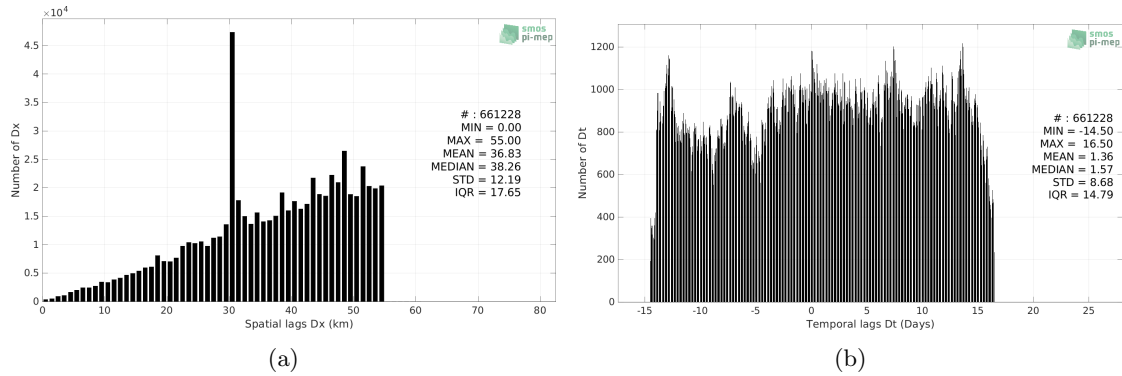 ×10⁴
4.5
4
3.5
3
2.5
2
1.5
1
0.5
0
Number of Dx
smos
pi-mep
# : 661228
MIN = 0.00
MAX = 55.00
MEAN = 36.83
MEDIAN = 38.26
STD = 12.19
IQR = 17.65
0 10 20 30 40 50 60 70 80
Spatial lags Dx (km)
(a)
1200
1000
800
600
400
200
0
Number of Dt
smos
pi-mep
# : 661228
MIN = -14.50
MAX = 16.50
MEAN = 1.36
MEDIAN = 1.57
STD = 8.68
IQR = 14.79
-15 -10 -5 0 5 10 15 20 25
Temporal lags Dt (Days)
(b)